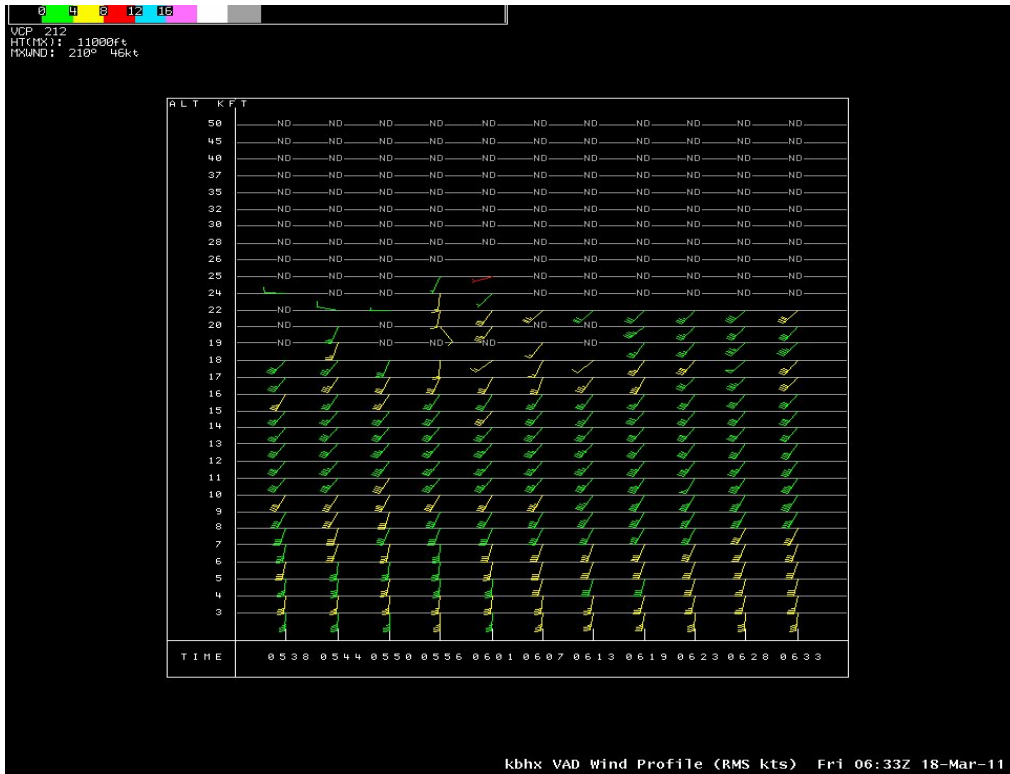 0 4 8 12 16
VCP 212
HT(MX): 11000ft
MXWND: 210° 46kt
ALT KFT
50 ND ND ND ND ND ND ND ND ND ND ND
45 ND ND ND ND ND ND ND ND ND ND ND
40 ND ND ND ND ND ND ND ND ND ND ND
37 ND ND ND ND ND ND ND ND ND ND ND
35 ND ND ND ND ND ND ND ND ND ND ND
32 ND ND ND ND ND ND ND ND ND ND ND
30 ND ND ND ND ND ND ND ND ND ND ND
28 ND ND ND ND ND ND ND ND ND ND ND
26 ND ND ND ND ND ND ND ND ND ND
25 ND ND ND ND ND ND ND ND ND
24 ND ND ND ND ND ND ND ND
22 ND
20 ND ND ND ND
19 ND ND ND ND
18
17
16
15
14
13
12
11
10
9
8
7
6
5
4
3
TIME 0538 0544 0550 0556 0601 0607 0613 0619 0623 0628 0633
kbhx VAD Wind Profile (RMS kts) Fri 06:33Z 18-Mar-11